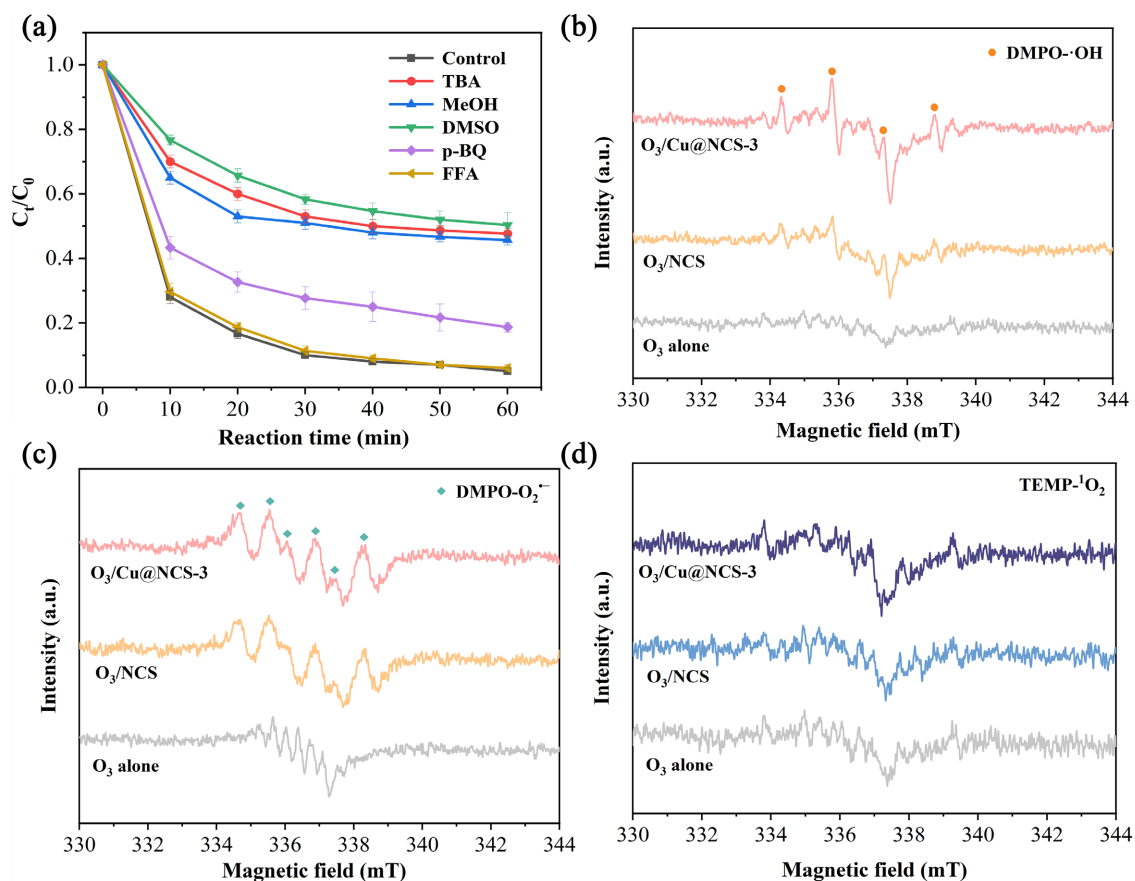 (a)
1.0
0.8
0.6
0.4
0.2
0.0
Cₜ/C₀
0 10 20 30 40 50 60
Reaction time (min)
Control
TBA
MeOH
DMSO
p-BQ
FFA
(b)
DMPO-·OH
O₃/Cu@NCS-3
O₃/NCS
O₃ alone
Intensity (a.u.)
330 332 334 336 338 340 342 344
Magnetic field (mT)
(c)
DMPO-O₂•−
O₃/Cu@NCS-3
O₃/NCS
O₃ alone
Intensity (a.u.)
330 332 334 336 338 340 342 344
Magnetic field (mT)
(d)
TEMP-¹O₂
O₃/Cu@NCS-3
O₃/NCS
O₃ alone
Intensity (a.u.)
330 332 334 336 338 340 342 344
Magnetic field (mT)